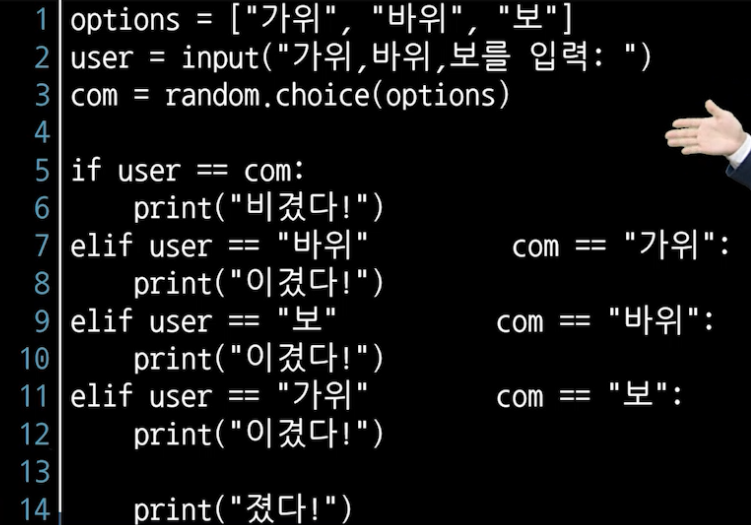 1 options = ["가위", "바위", "보"]
2 user = input("가위,바위,보를 입력: ")
3 com = random.choice(options)
4
5 if user == com:
6     print("비겼다!")
7 elif user == "바위"         com == "가위":
8     print("이겼다!")
9 elif user == "보"          com == "바위":
10     print("이겼다!")
11 elif user == "가위"        com == "보":
12     print("이겼다!")
13
14     print("졌다!")